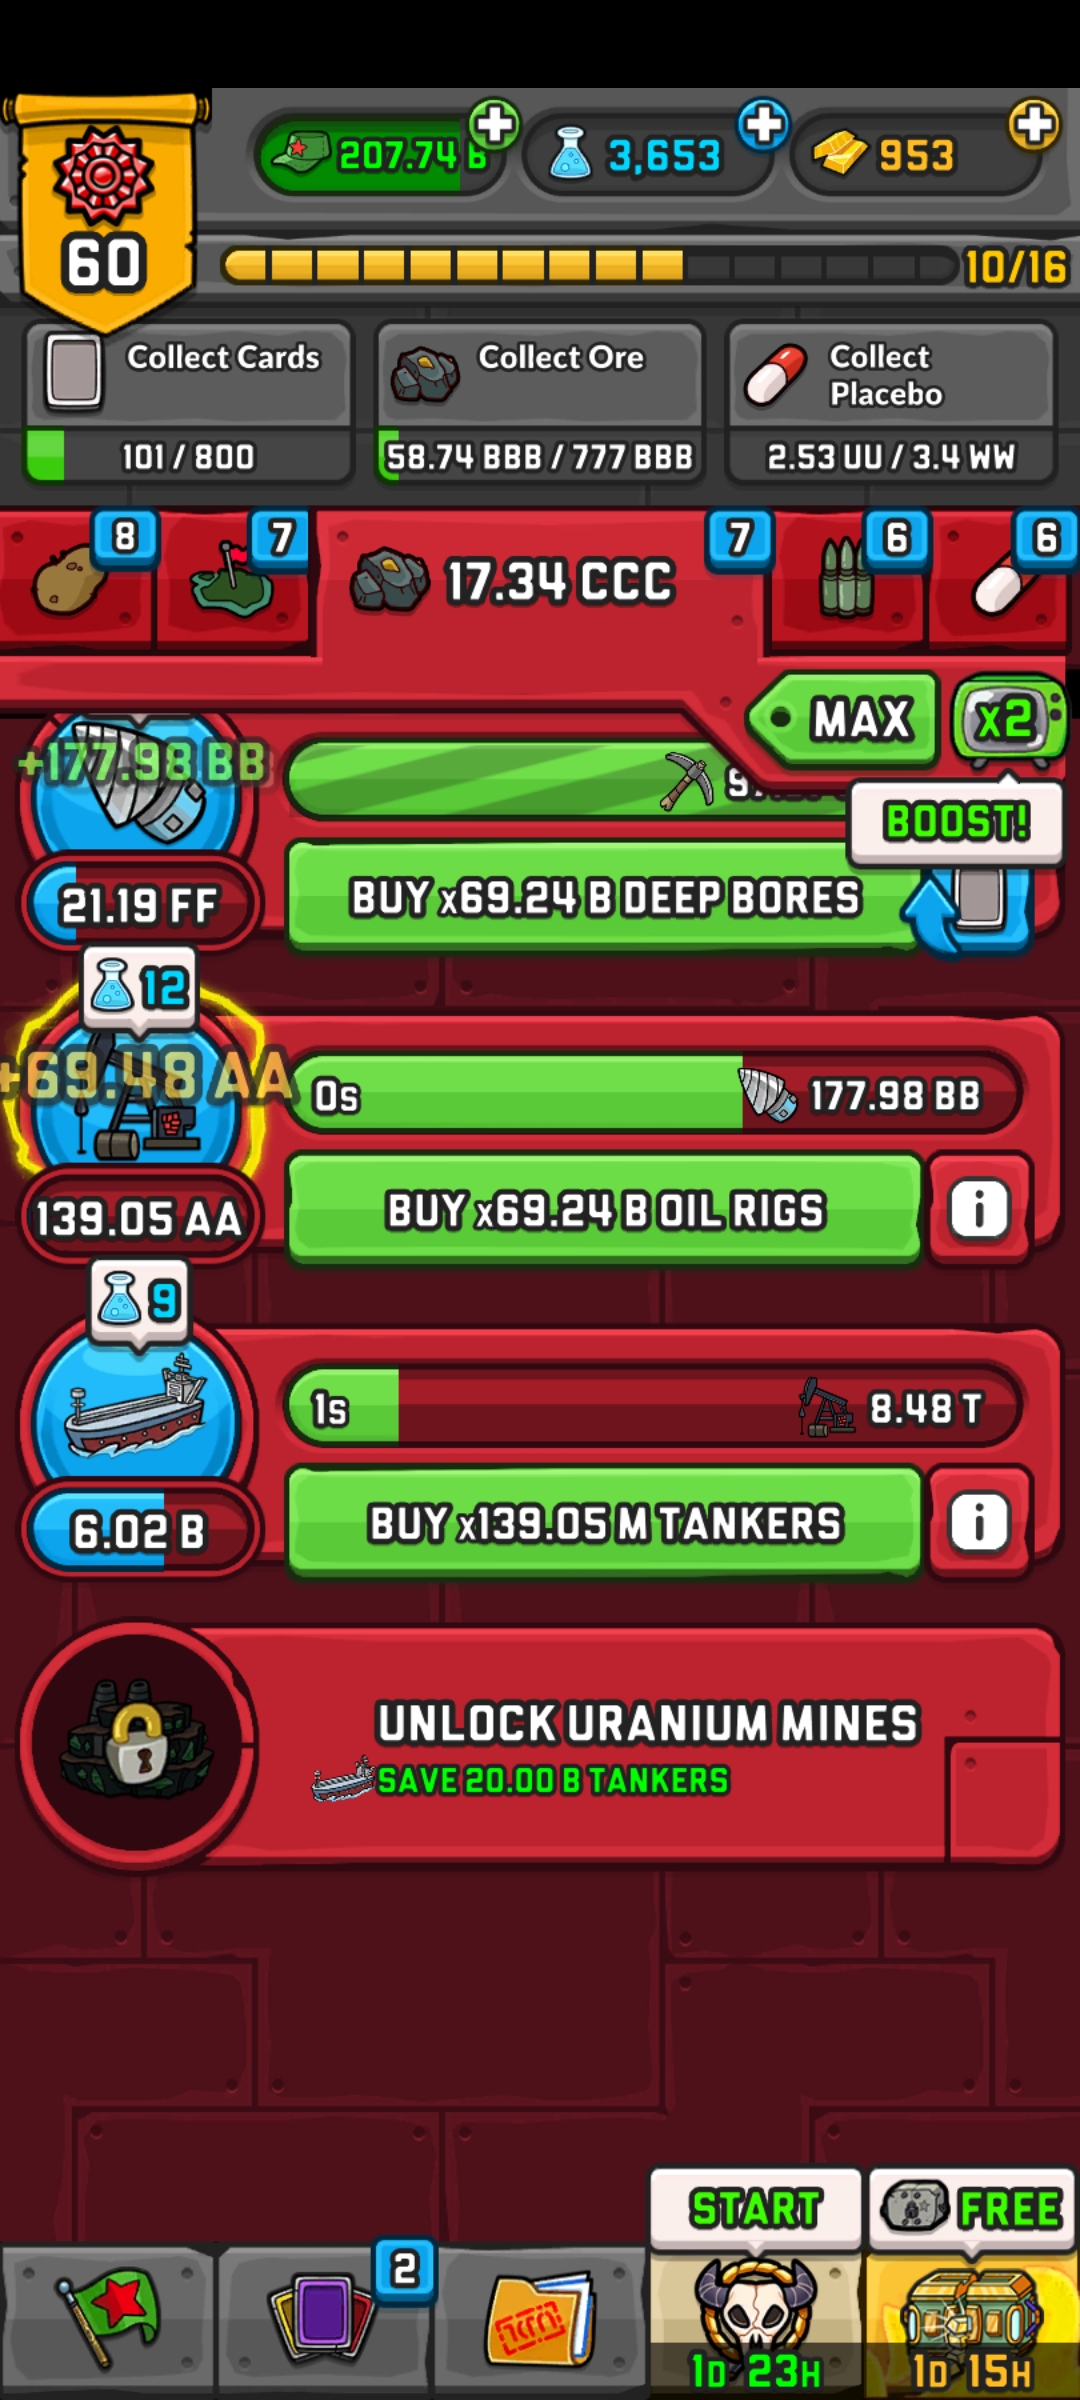 207.74 B
3,653
953
60
10/16
Collect Cards
101 / 800
Collect Ore
58.74 BBB / 777 BBB
Collect
Placebo
2.53 UU / 3.4 WW
8
7
17.34 CCC
7
6
6
MAX
x2
BOOST!
+177.98 BB
21.19 FF
BUY x69.24 B DEEP BORES
12
+69.48 AA
0s
177.98 BB
139.05 AA
BUY x69.24 B OIL RIGS
i
9
1s
8.48 T
6.02 B
BUY x139.05 M TANKERS
i
UNLOCK URANIUM MINES
SAVE 20.00 B TANKERS
START
FREE
2
1D 23H
1D 15H